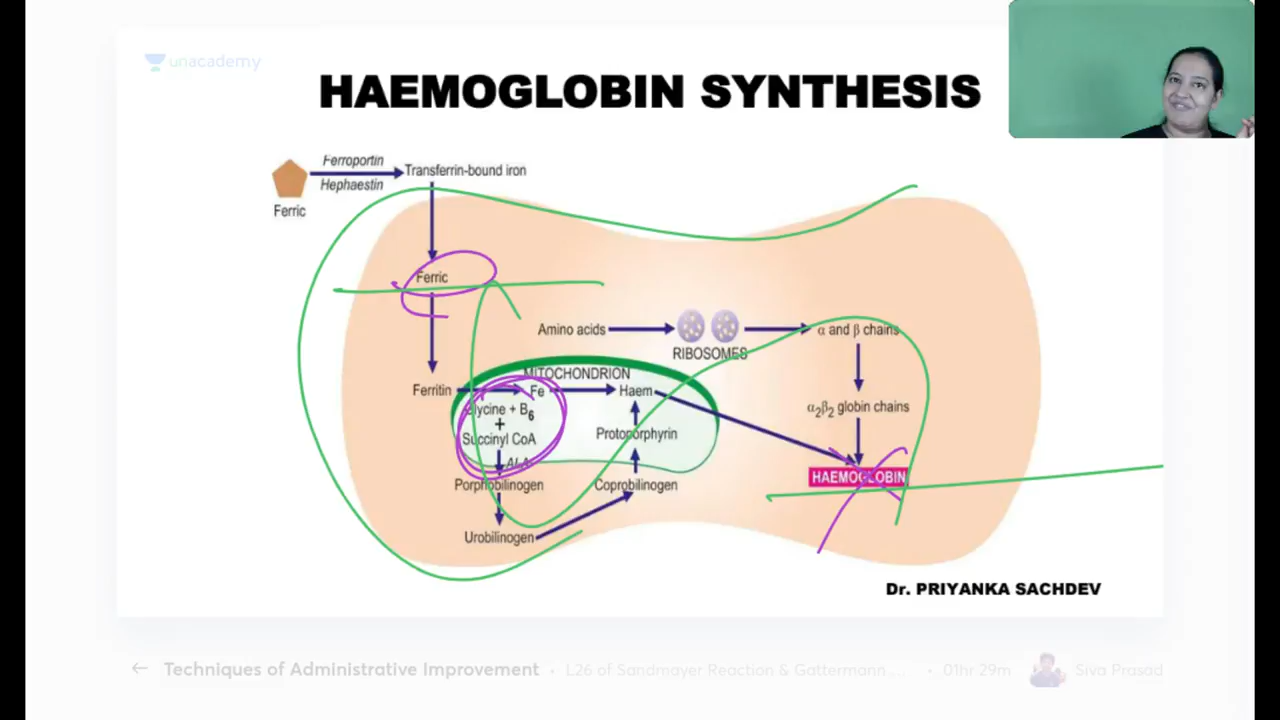 unacademy
HAEMOGLOBIN SYNTHESIS
Ferroportin
Hephaestin
Transferrin-bound iron
Ferric
Ferric
Amino acids
RIBOSOMES
α and β chains
MITOCHONDRION
Ferritin
Fe
Haem
Glycine + B6
+
Succinyl CoA
α2β2 globin chains
Protoporphyrin
ALA
HAEMOGLOBIN
Porphobilinogen
Coprobilinogen
Urobilinogen
Dr. PRIYANKA SACHDEV
Techniques of Administrative Improvement • L26 of Sandmayer Reaction & Gattermann ... • 01hr 29m Siva Prasad